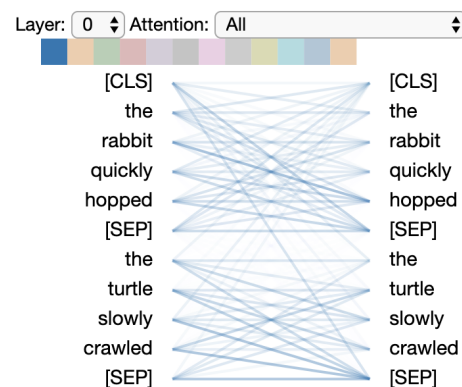 Layer: 0 Attention: All
[CLS] [CLS]
the the
rabbit rabbit
quickly quickly
hopped hopped
[SEP] [SEP]
the the
turtle turtle
slowly slowly
crawled crawled
[SEP] [SEP]